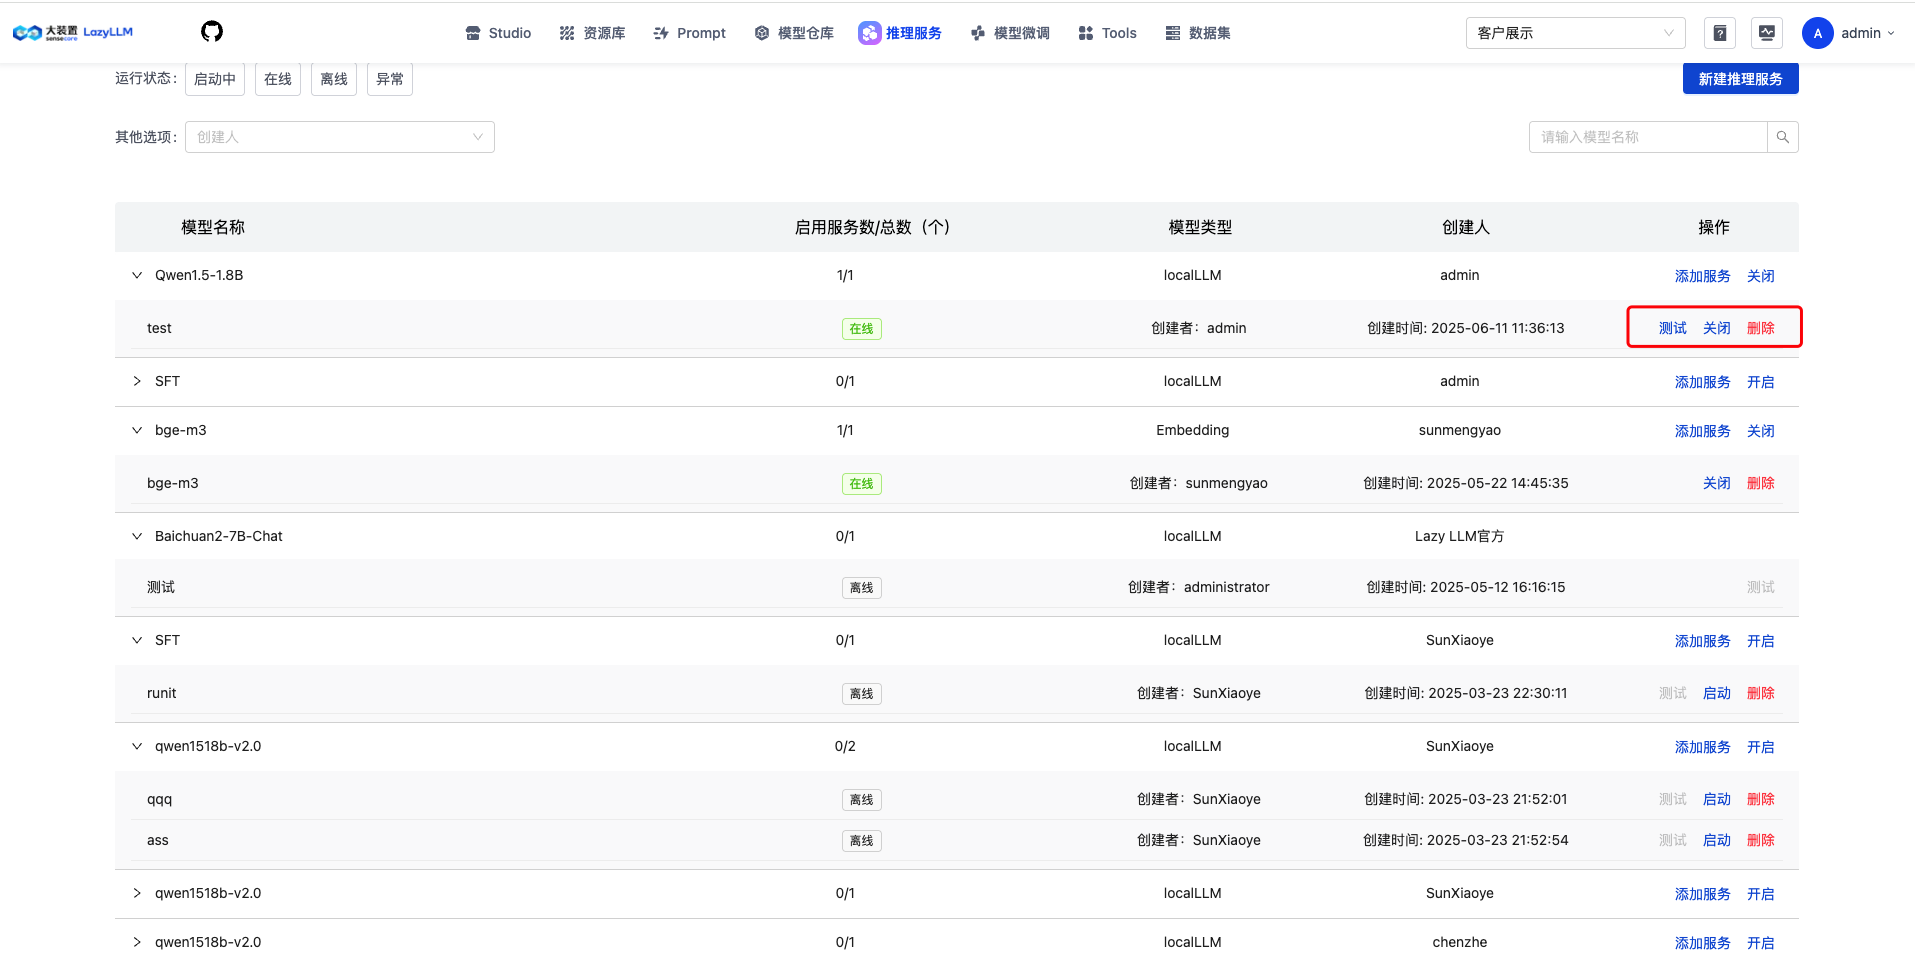 大装置 sensecore LazyLLM Studio 资源库 Prompt 模型仓库 推理服务 模型微调 Tools 数据集 客户展示 A admin
运行状态: 启动中 在线 离线 异常 新建推理服务
其他选项: 创建人 请输入模型名称
模型名称 启用服务数/总数（个） 模型类型 创建人 操作
Qwen1.5-1.8B 1/1 localLLM admin 添加服务 关闭
test 在线 创建者：admin 创建时间: 2025-06-11 11:36:13 测试 关闭 删除
SFT 0/1 localLLM admin 添加服务 开启
bge-m3 1/1 Embedding sunmengyao 添加服务 关闭
bge-m3 在线 创建者：sunmengyao 创建时间: 2025-05-22 14:45:35 关闭 删除
Baichuan2-7B-Chat 0/1 localLLM Lazy LLM官方
测试 离线 创建者：administrator 创建时间: 2025-05-12 16:16:15 测试
SFT 0/1 localLLM SunXiaoye 添加服务 开启
runit 离线 创建者：SunXiaoye 创建时间: 2025-03-23 22:30:11 测试 启动 删除
qwen1518b-v2.0 0/2 localLLM SunXiaoye 添加服务 开启
qqq 离线 创建者：SunXiaoye 创建时间: 2025-03-23 21:52:01 测试 启动 删除
ass 离线 创建者：SunXiaoye 创建时间: 2025-03-23 21:52:54 测试 启动 删除
qwen1518b-v2.0 0/1 localLLM SunXiaoye 添加服务 开启
qwen1518b-v2.0 0/1 localLLM chenzhe 添加服务 开启